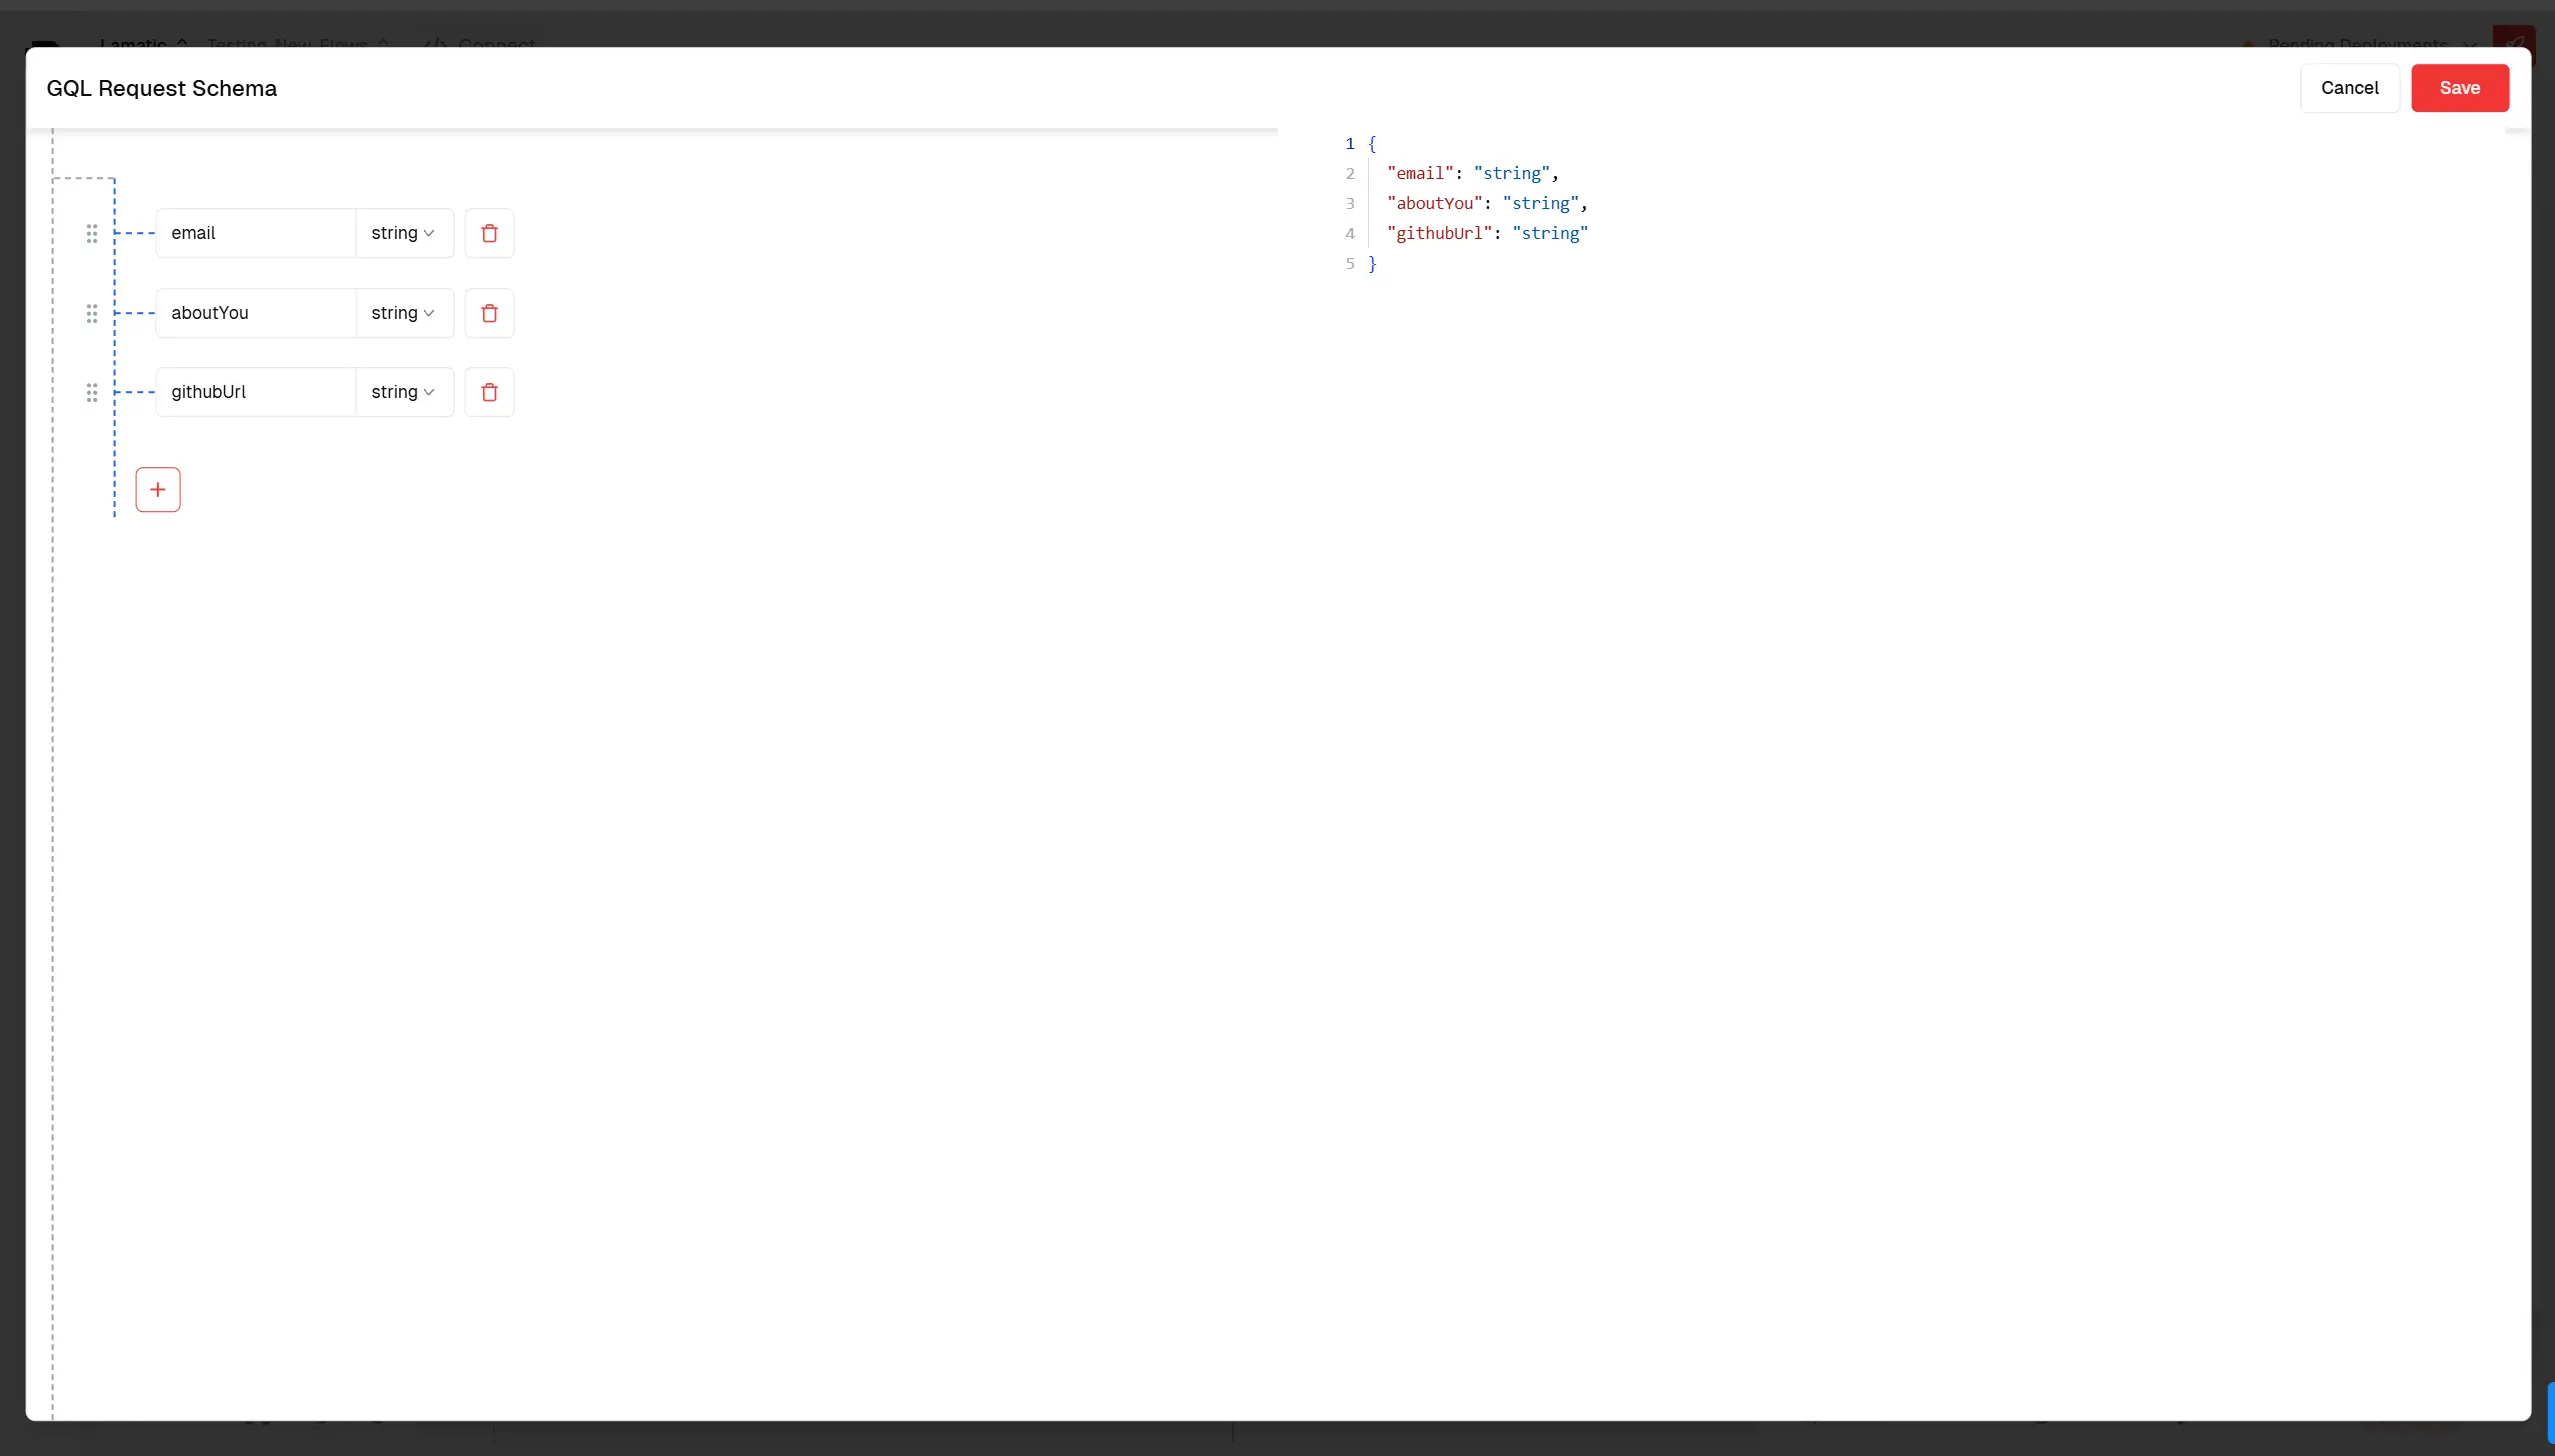 Lamatic Testing New Flows </> Connect
Pending Deployments
GQL Request Schema
Cancel
Save
email string
aboutYou string
githubUrl string
+
1 {
2 "email": "string",
3 "aboutYou": "string",
4 "githubUrl": "string"
5 }